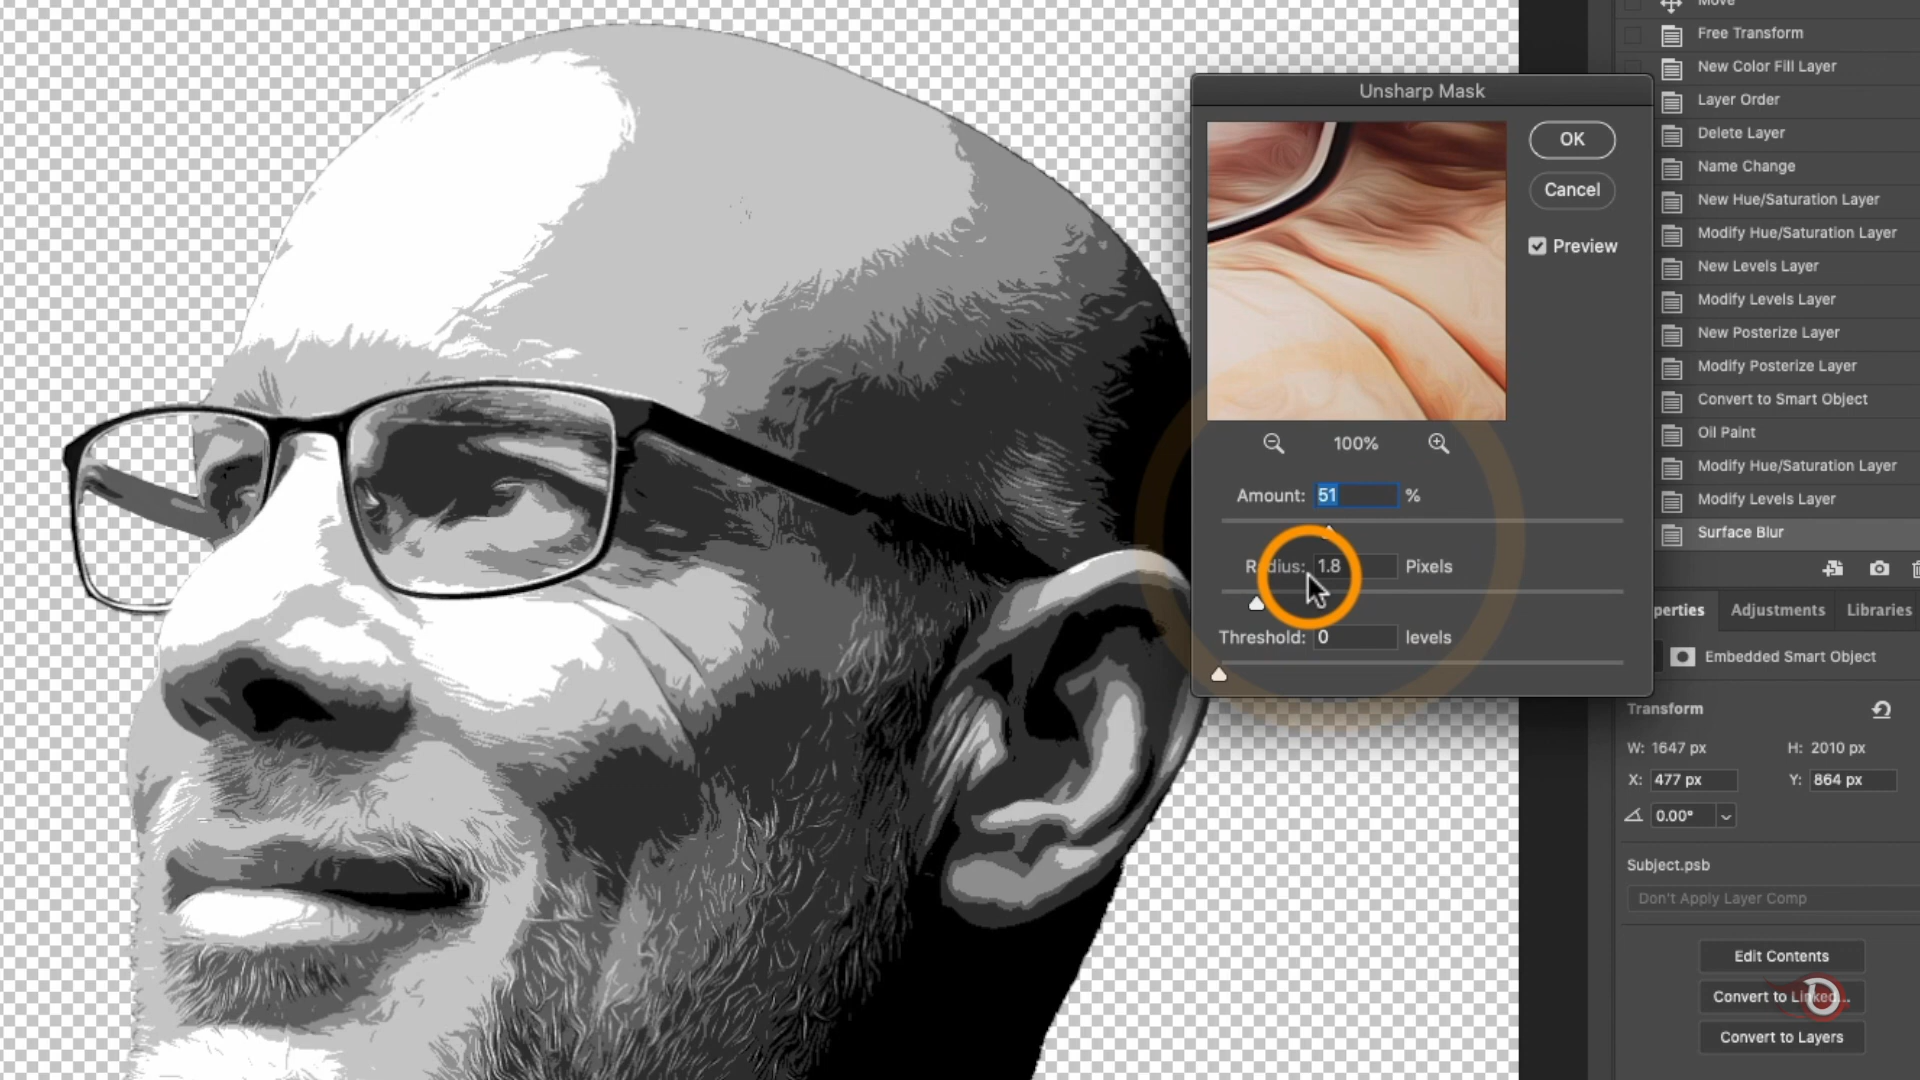 Move
Free Transform
New Color Fill Layer
Layer Order
Delete Layer
Name Change
New Hue/Saturation Layer
Modify Hue/Saturation Layer
New Levels Layer
Modify Levels Layer
New Posterize Layer
Modify Posterize Layer
Convert to Smart Object
Oil Paint
Modify Hue/Saturation Layer
Modify Levels Layer
Surface Blur
Unsharp Mask
OK
Cancel
Preview
100%
Amount: 51 %
Radius: 1.8 Pixels
Threshold: 0 levels
perties Adjustments Libraries
Embedded Smart Object
Transform
W: 1647 px H: 2010 px
X: 477 px Y: 864 px
0.00°
Subject.psb
Don't Apply Layer Comp
Edit Contents
Convert to Linked...
Convert to Layers